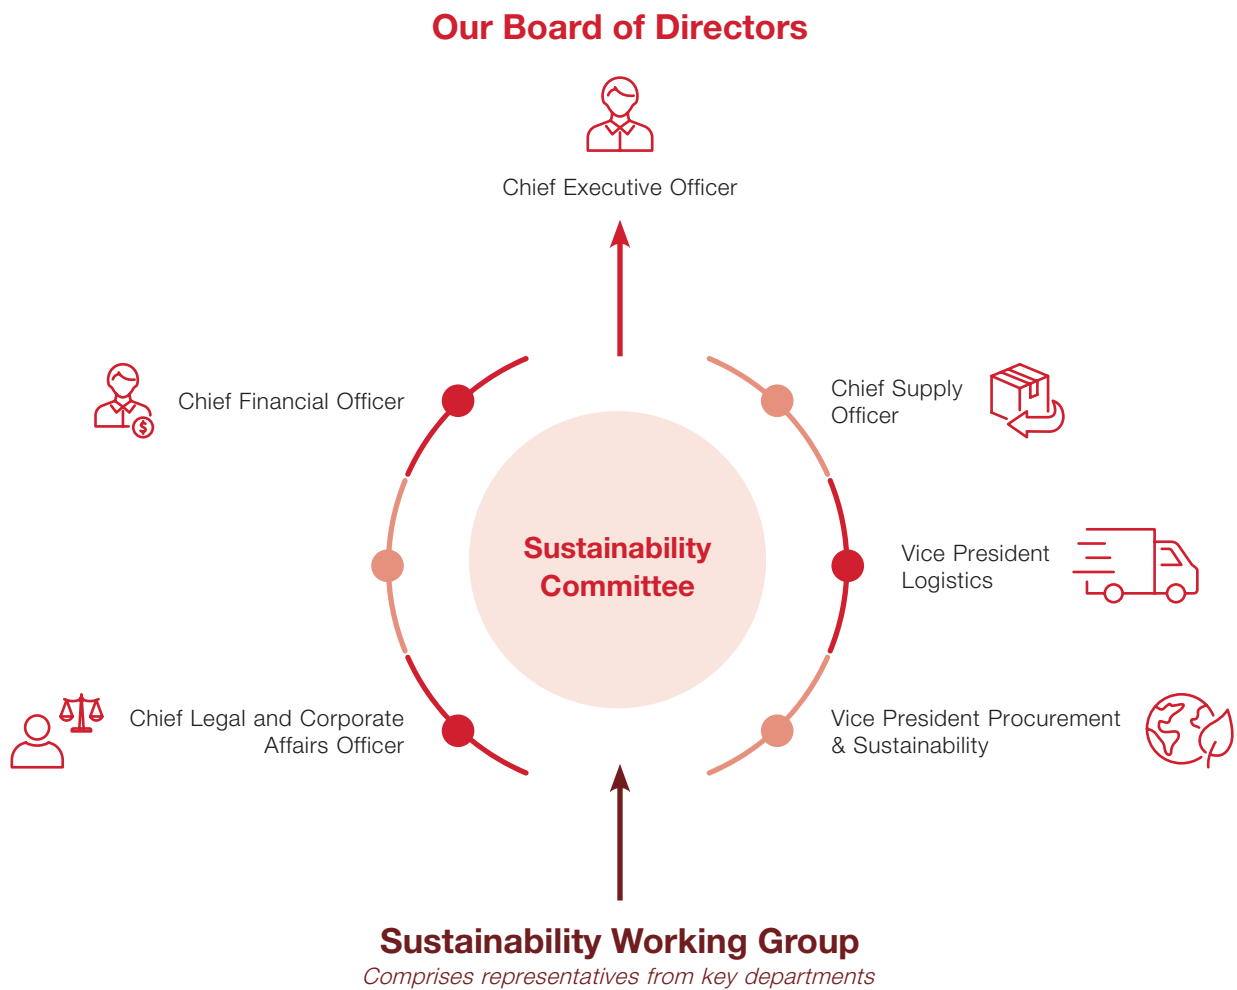 Our Board of Directors
Chief Executive Officer
Chief Financial Officer
Chief Supply
Officer
Sustainability
Committee
Vice President
Logistics
Chief Legal and Corporate
Affairs Officer
Vice President Procurement
& Sustainability
Sustainability Working Group
Comprises representatives from key departments